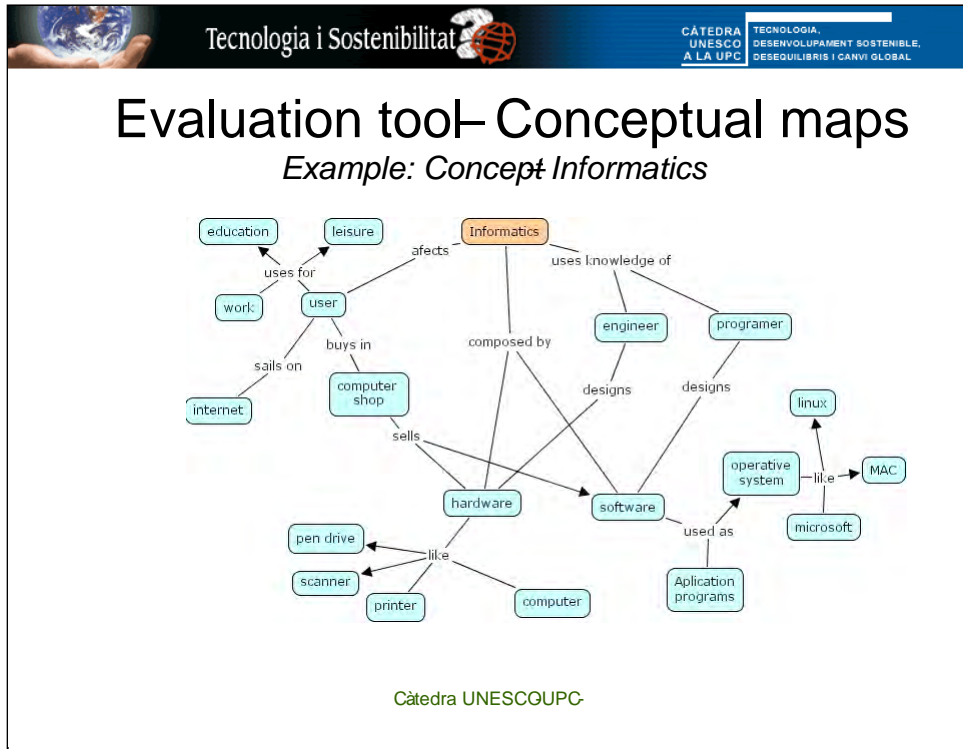 Tecnologia i Sostenibilitat
CÀTEDRA
UNESCO
A LA UPC
TECNOLOGIA,
DESENVOLUPAMENT SOSTENIBLE,
DESEQUILIBRIS I CANVI GLOBAL
Evaluation tool– Conceptual maps
Example: Concept- Informatics
education
leisure
Informatics
afects
uses for
uses knowledge of
work
user
engineer
programer
buys in
composed by
sails on
computer
shop
designs
designs
internet
linux
sells
operative
system
like
MAC
hardware
software
microsoft
used as
pen drive
like
scanner
printer
computer
Aplication
programs
Càtedra UNESCO-UPC-